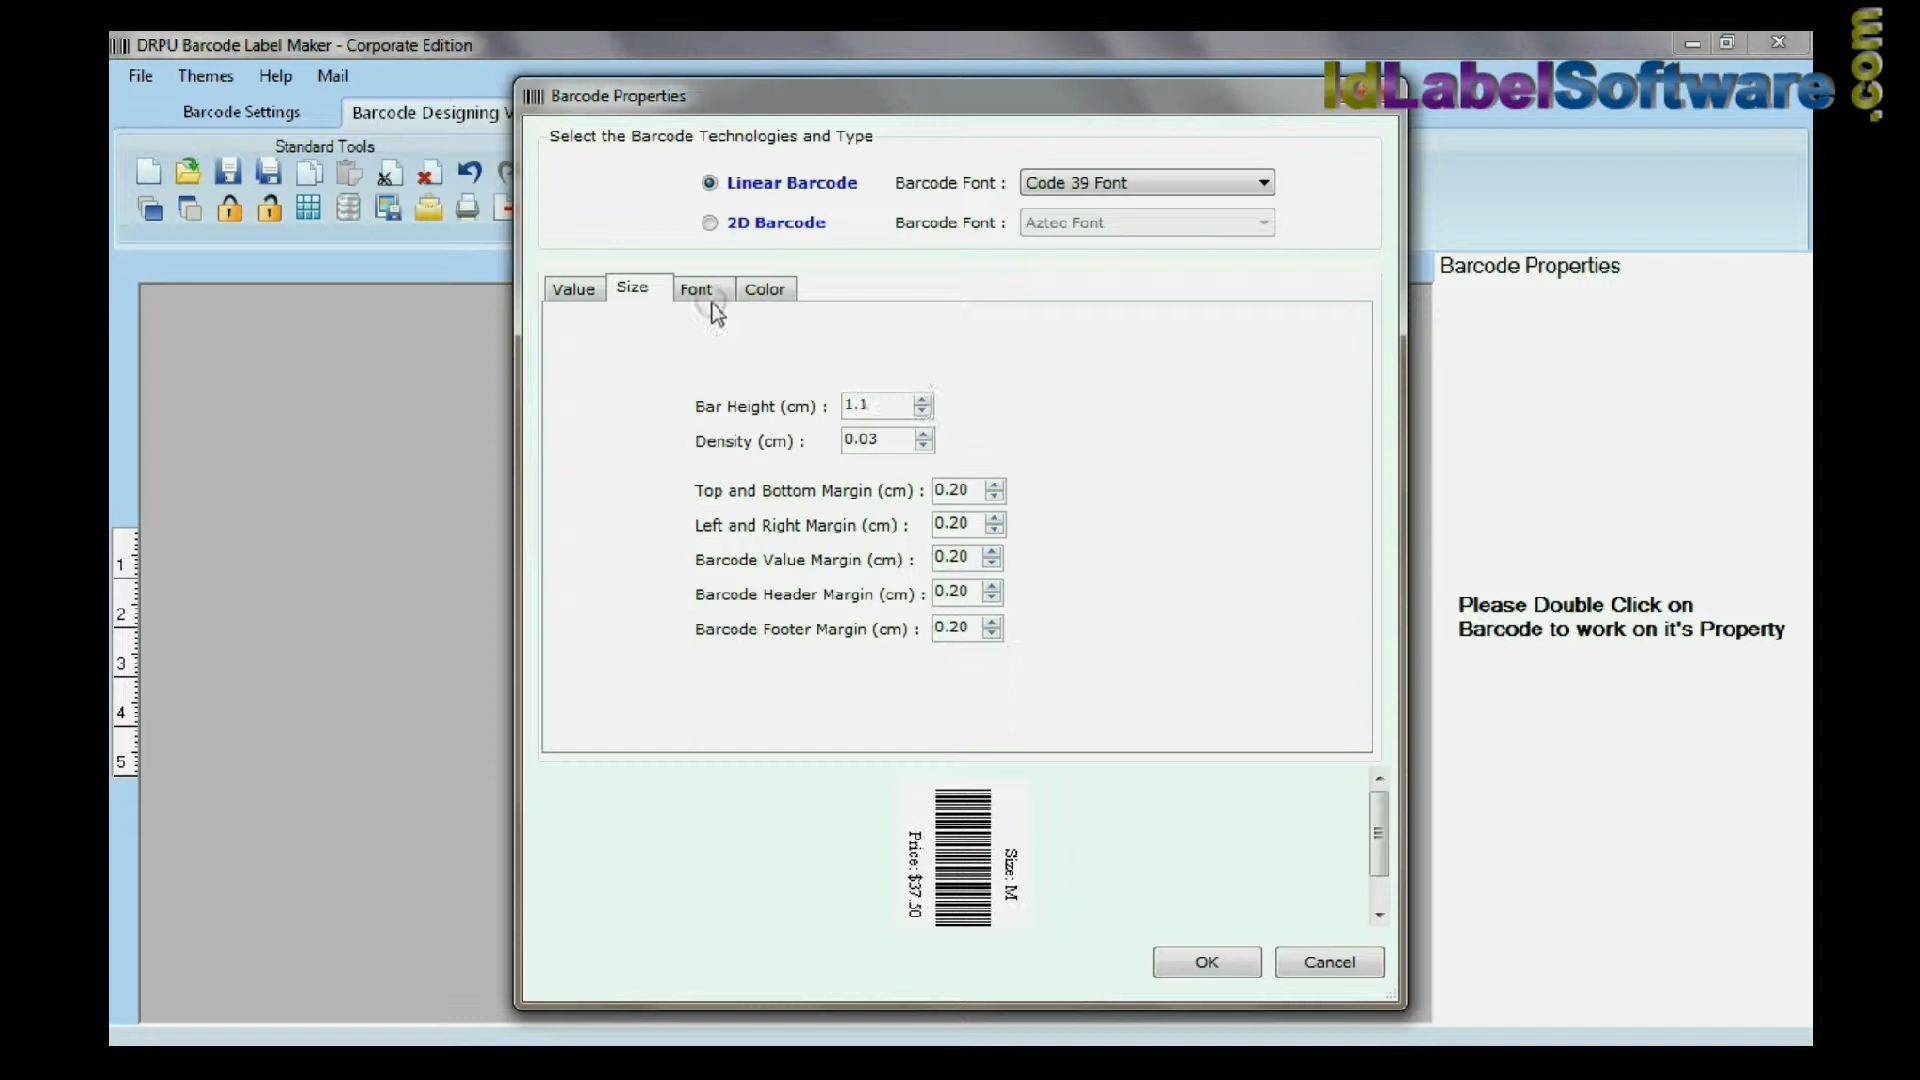 DRPU Barcode Label Maker - Corporate Edition
IdLabelSoftware.com
File Themes Help Mail
Barcode Settings
Barcode Designing
Standard Tools
Barcode Properties
Select the Barcode Technologies and Type
Linear Barcode
Barcode Font :
Code 39 Font
2D Barcode
Barcode Font :
Aztec Font
Value
Size
Font
Color
Bar Height (cm) : 1.1
Density (cm) : 0.03
Top and Bottom Margin (cm) : 0.20
Left and Right Margin (cm) : 0.20
Barcode Value Margin (cm) : 0.20
Barcode Header Margin (cm) : 0.20
Barcode Footer Margin (cm) : 0.20
Price: $37.50
Size: M
OK
Cancel
Barcode Properties
Please Double Click on
Barcode to work on it's Property
1
2
3
4
5